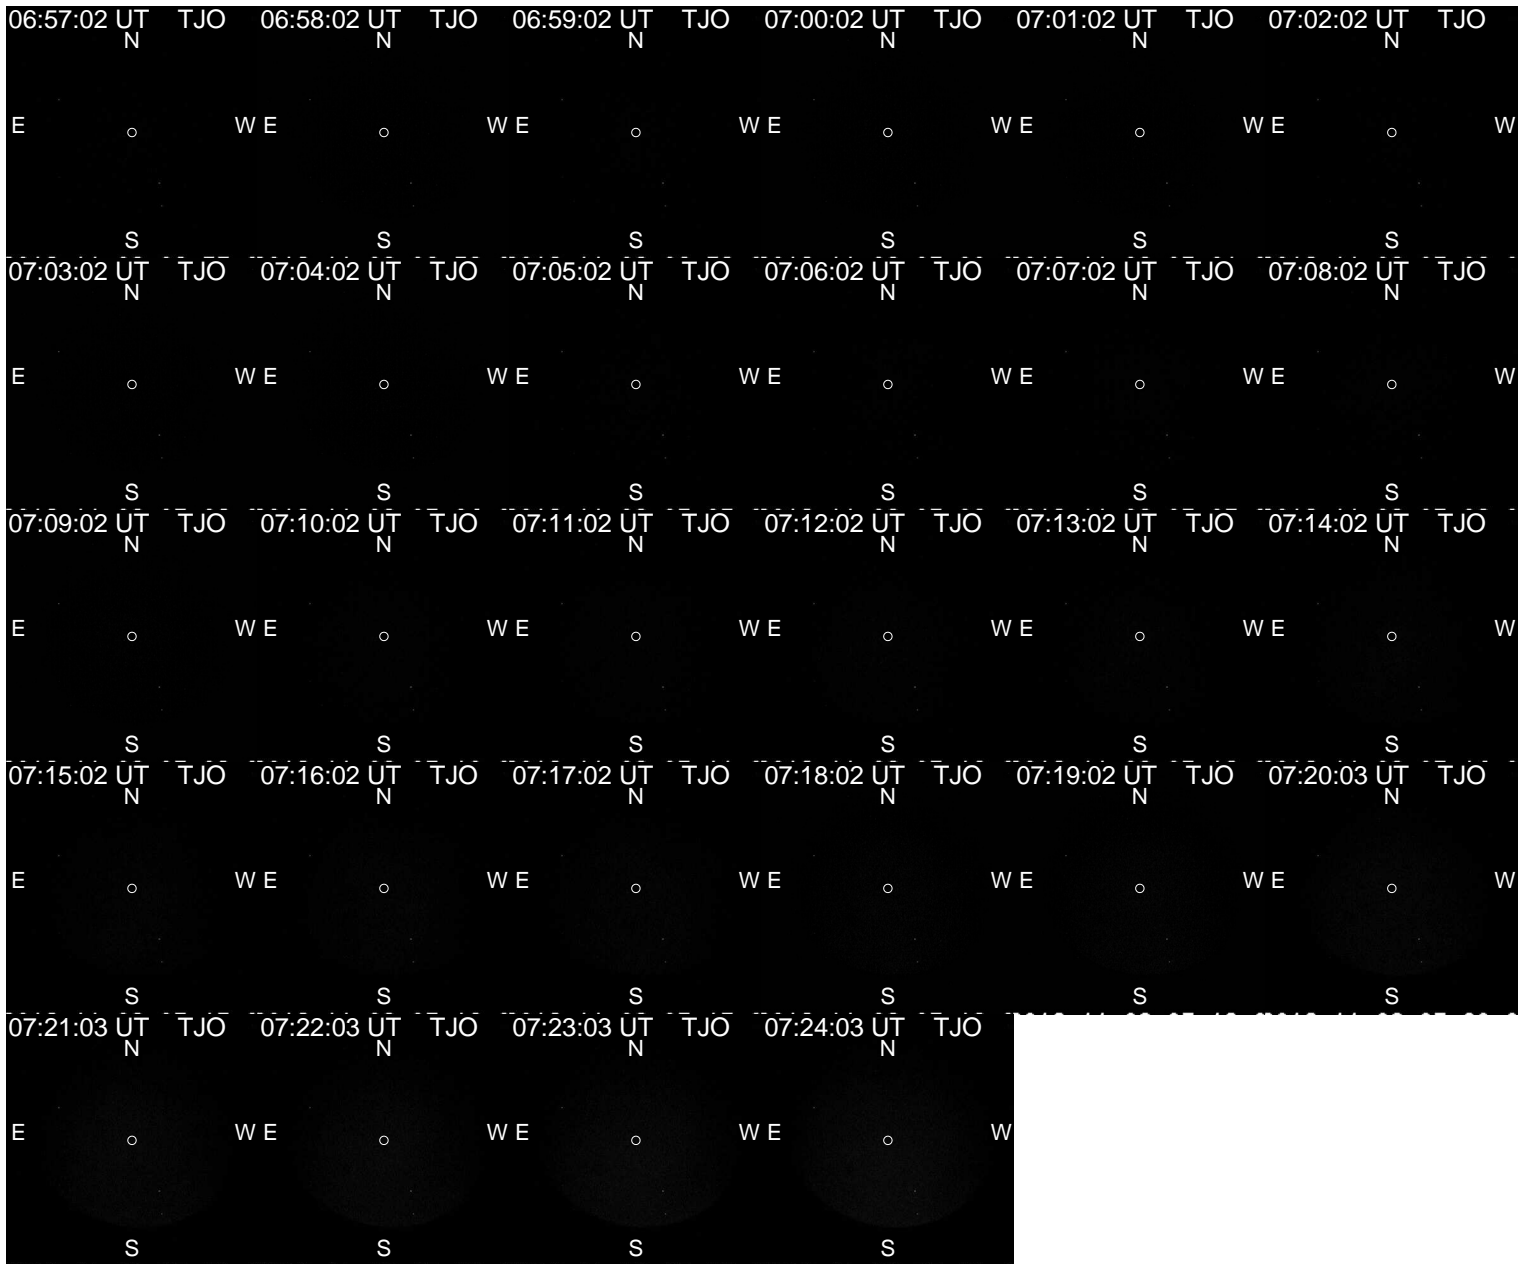 06:57:02 UT TJO 06:58:02 UT TJO 06:59:02 UT TJO 07:00:02 UT TJO 07:01:02 UT TJO 07:02:02 UT TJO
N N N N N N
E W E W E W E W E W E W
S S S S S S
07:03:02 UT TJO 07:04:02 UT TJO 07:05:02 UT TJO 07:06:02 UT TJO 07:07:02 UT TJO 07:08:02 UT TJO
N N N N N N
E W E W E W E W E W E W
S S S S S S
07:09:02 UT TJO 07:10:02 UT TJO 07:11:02 UT TJO 07:12:02 UT TJO 07:13:02 UT TJO 07:14:02 UT TJO
N N N N N N
E W E W E W E W E W E W
S S S S S S
07:15:02 UT TJO 07:16:02 UT TJO 07:17:02 UT TJO 07:18:02 UT TJO 07:19:02 UT TJO 07:20:03 UT TJO
N N N N N N
E W E W E W E W E W E W
S S S S S S
07:21:03 UT TJO 07:22:03 UT TJO 07:23:03 UT TJO 07:24:03 UT TJO
N N N N
E W E W E W E W
S S S S